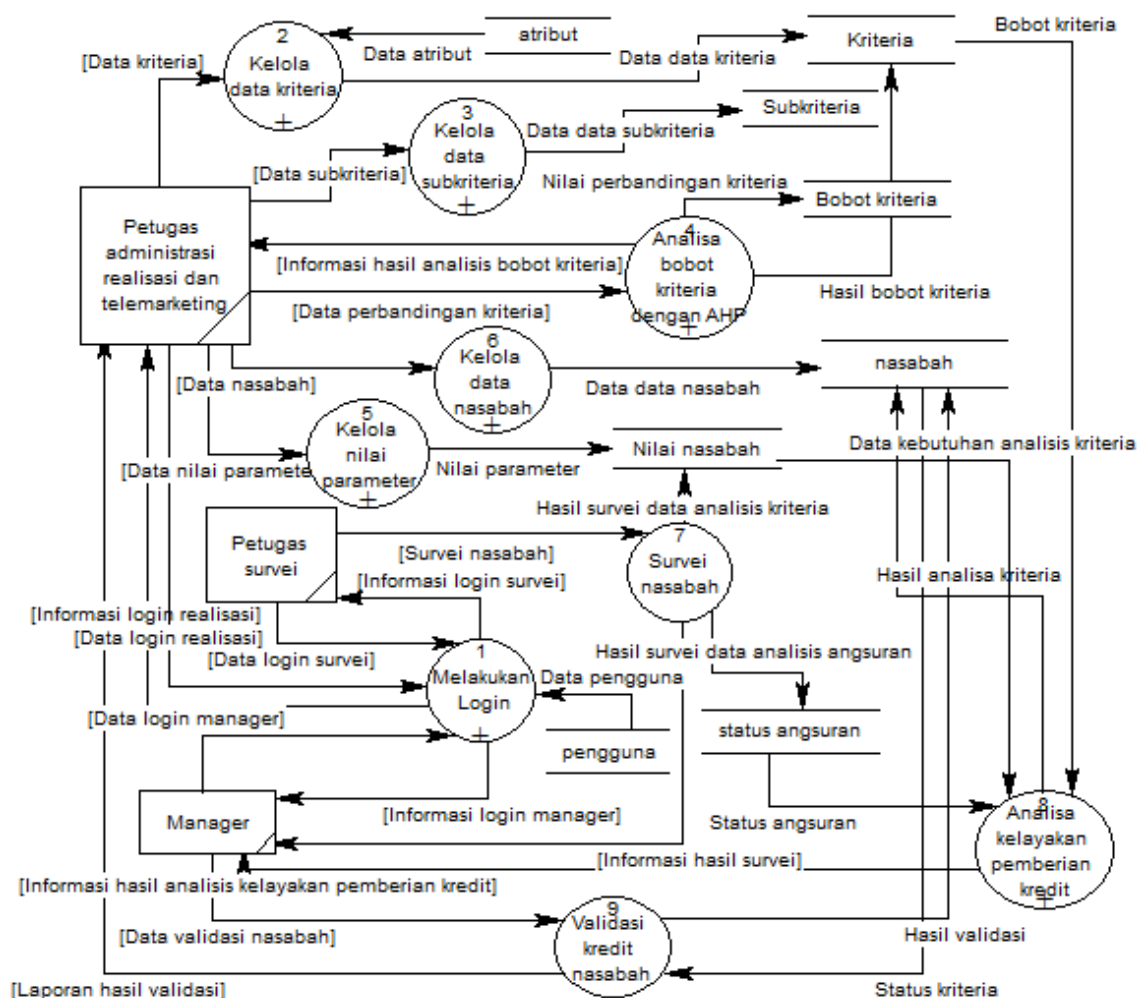 2
Kelola
data kriteria
+
atribut
Data atribut
Kriteria
Bobot kriteria
[Data kriteria]
Data data kriteria
3
Kelola
data
subkriteria
+
Subkriteria
Data data subkriteria
[Data subkriteria]
Nilai perbandingan kriteria
Bobot kriteria
Petugas
administrasi
realisasi dan
telemarketing
4
Analisa
bobot
kriteria
dengan AHP
+
[Informasi hasil analisis bobot kriteria]
Hasil bobot kriteria
[Data perbandingan kriteria]
6
Kelola
data
nasabah
+
nasabah
[Data nasabah]
Data data nasabah
5
Kelola
nilai
parameter
+
Nilai nasabah
Data kebutuhan analisis kriteria
[Data nilai parameter
Nilai parameter
Hasil survei data analisis kriteria
Petugas
survei
[Survei nasabah]
7
Survei
nasabah
[Informasi login survei]
Hasil analisa kriteria
[Informasi login realisasi]
[Data login realisasi]
[Data login survei]
1
Melakukan
Login
+
Hasil survei data analisis angsuran
Data pengguna
[Data login manager]
pengguna
status angsuran
Manager
[Informasi login manager]
Status angsuran
8
Analisa
kelayakan
pemberian
kredit
+
[Informasi hasil survei]
[Informasi hasil analisis kelayakan pemberian kredit]
9
Validasi
kredit
nasabah
[Data validasi nasabah]
Hasil validasi
[Laporan hasil validasi]
Status kriteria